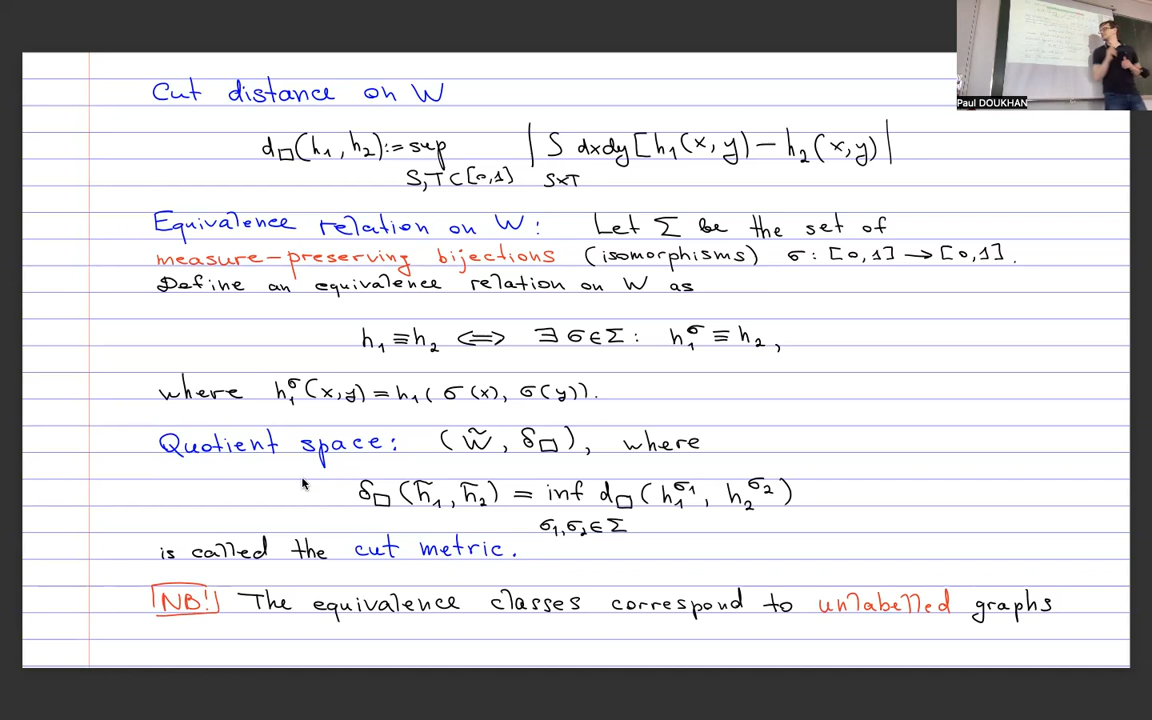 Cut distance on W
d□(h₁, h₂) := sup | ∫ dxdy [h₁(x, y) − h₂(x, y) |
S,T⊂[0,1] S×T
Equivalence relation on W: Let Σ be the set of
measure-preserving bijections (isomorphisms) σ: [0,1] → [0,1].
Define an equivalence relation on W as
h₁ ≡ h₂ ⟺ ∃ σ ∈ Σ: h₁^σ ≡ h₂,
where h₁^σ(x,y) = h₁( σ(x), σ(y)).
Quotient space: (W̃, δ□), where
δ□(h̃₁, h̃₂) = inf d□(h₁^σ₁, h₂^σ₂)
σ₁,σ₂∈Σ
is called the cut metric.
NB! The equivalence classes correspond to unlabelled graphs
Paul DOUKHAN